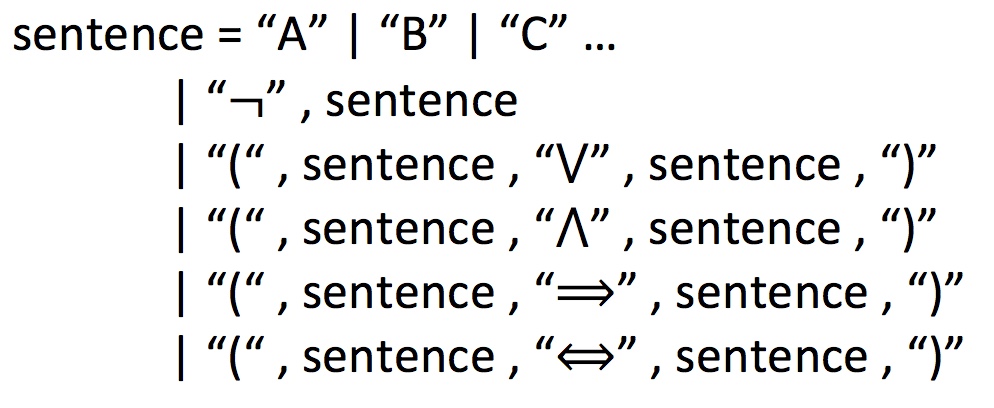 sentence = “A” | “B” | “C” ...
| “¬” , sentence
| “(“ , sentence , “⋁” , sentence , “)”
| “(“ , sentence , “⋀” , sentence , “)”
| “(“ , sentence , “⟹” , sentence , “)”
| “(“ , sentence , “⟺” , sentence , “)”